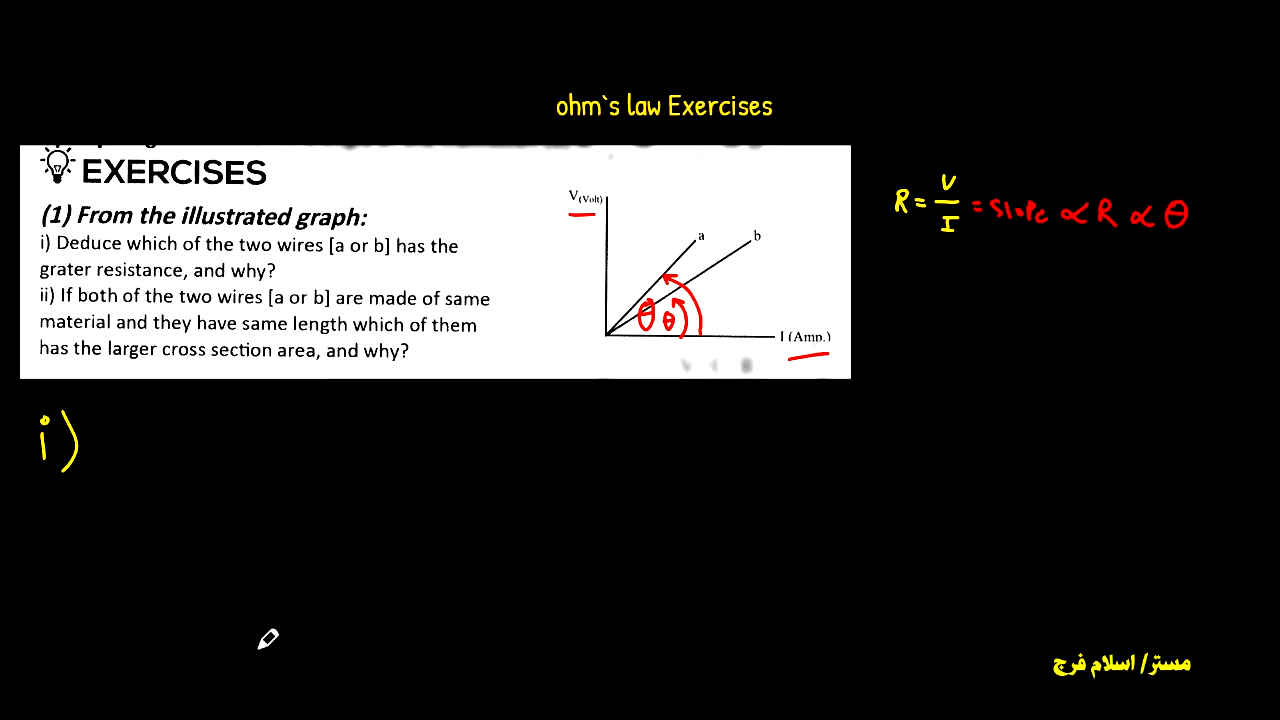 ohm`s law Exercises
EXERCISES
(1) From the illustrated graph:
i) Deduce which of the two wires [a or b] has the
grater resistance, and why?
ii) If both of the two wires [a or b] are made of same
material and they have same length which of them
has the larger cross section area, and why?
V(Volt)
a
b
θ θ
I (Amp.)
R = V/I = slope ∝ R ∝ θ
i)
مستر/ اسلام فرج